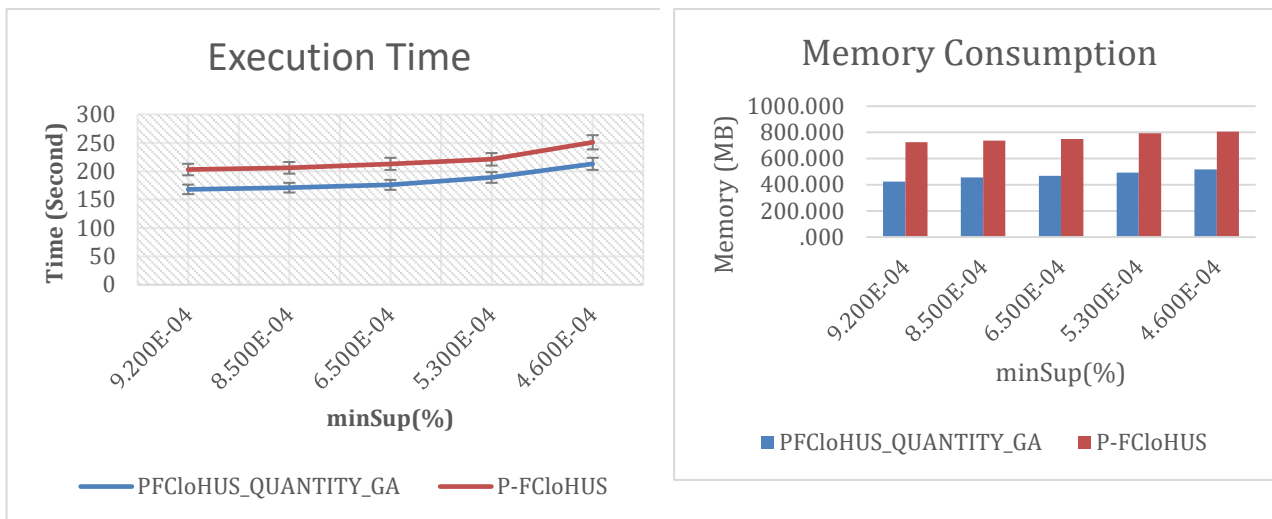 Execution Time
Time (Second)
300
250
200
150
100
50
0
9.200E-04
8.500E-04
6.500E-04
5.300E-04
4.600E-04
minSup(%)
PFCloHUS_QUANTITY_GA
P-FCloHUS
Memory Consumption
Memory (MB)
1000.000
800.000
600.000
400.000
200.000
.000
9.200E-04
8.500E-04
6.500E-04
5.300E-04
4.600E-04
minSup(%)
PFCloHUS_QUANTITY_GA
P-FCloHUS